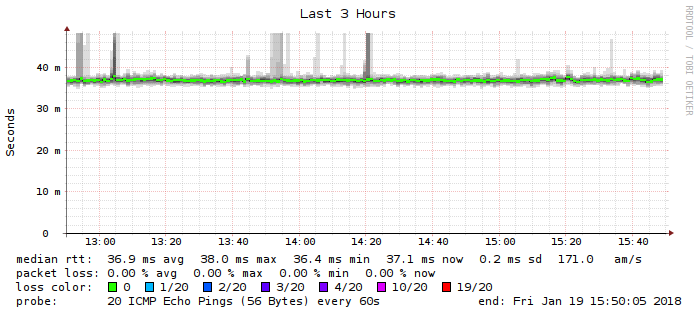 Last 3 Hours
RRDTOOL / TOBI OETIKER
Seconds
40 m
30 m
20 m
10 m
0
13:00 13:20 13:40 14:00 14:20 14:40 15:00 15:20 15:40
median rtt: 36.9 ms avg 38.0 ms max 36.4 ms min 37.1 ms now 0.2 ms sd 171.0 am/s
packet loss: 0.00 % avg 0.00 % max 0.00 % min 0.00 % now
loss color: 0 1/20 2/20 3/20 4/20 10/20 19/20
probe: 20 ICMP Echo Pings (56 Bytes) every 60s end: Fri Jan 19 15:50:05 2018